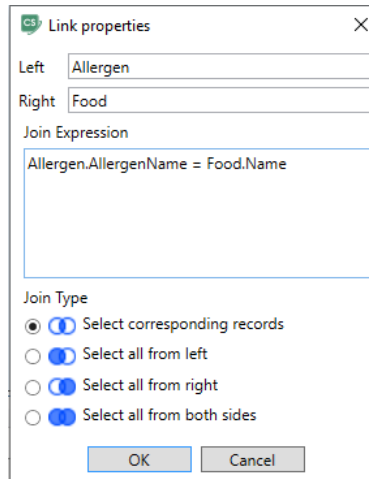 CS Link properties
Left Allergen
Right Food
Join Expression
Allergen.AllergenName = Food.Name
Join Type
Select corresponding records
Select all from left
Select all from right
Select all from both sides
OK Cancel